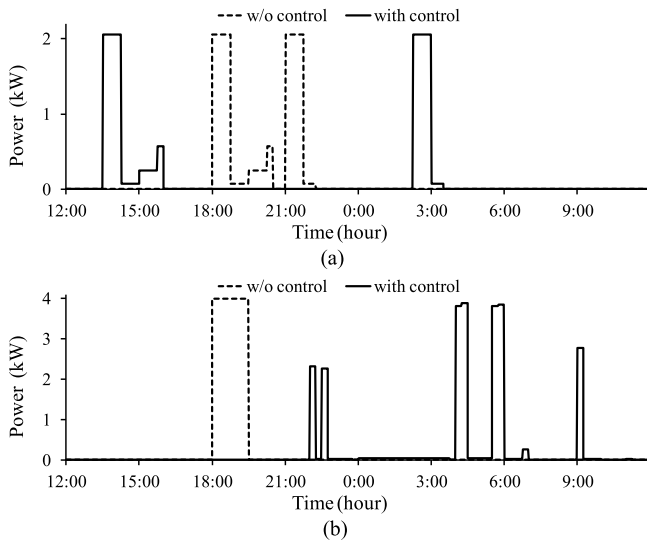 w/o control with control
2
1
0
Power (kW)
12:00 15:00 18:00 21:00 0:00 3:00 6:00 9:00
Time (hour)
(a)
w/o control with control
4
3
2
1
0
Power (kW)
12:00 15:00 18:00 21:00 0:00 3:00 6:00 9:00
Time (hour)
(b)